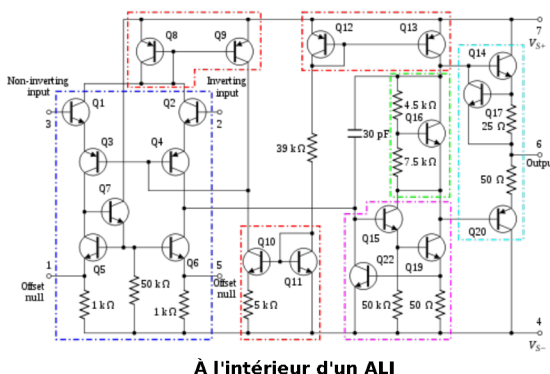 Q8
Q9
Q12
Q13
7
V_S+
Q14
Non-inverting
input
Inverting
input
Q1
Q2
3
2
Q17
25 Ω
4.5 kΩ
Q16
30 pF
39 kΩ
7.5 kΩ
6
Output
Q3
Q4
50 Ω
Q7
Q15
Q20
Q5
Q6
Q10
Q11
Q22
Q19
1
5
Offset
null
Offset
null
50 kΩ
1 kΩ
1 kΩ
5 kΩ
50 kΩ
50 Ω
4
V_S−
À l'intérieur d'un ALI